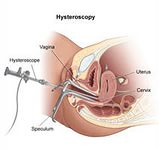 Hysteroscopy
Vagina
Hysteroscope
Uterus
Cervix
Speculum